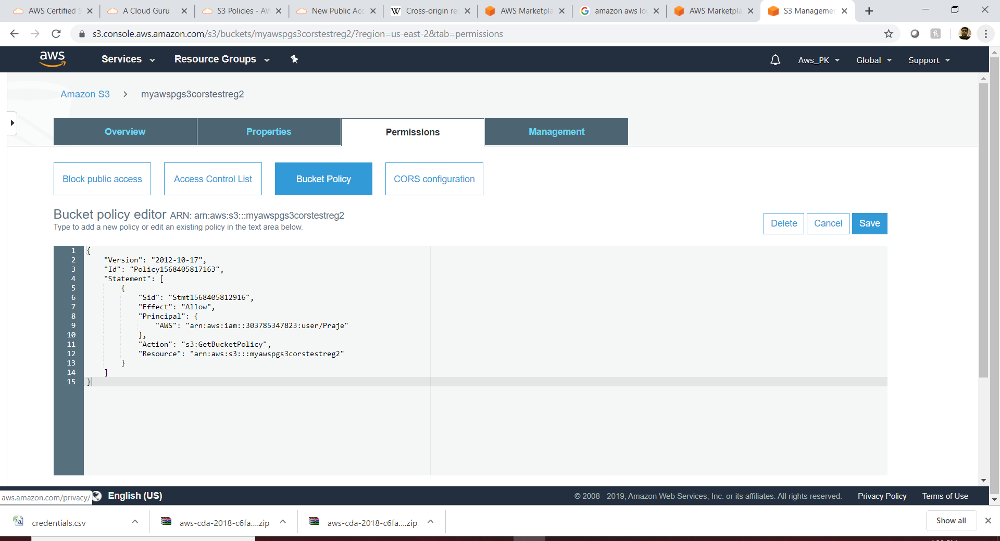 AWS Certified S
A Cloud Guru
S3 Policies - AW
New Public Acc
Cross-origin re
AWS Marketpla
amazon aws lo
AWS Marketpla
S3 Managemen
s3.console.aws.amazon.com/s3/buckets/myawspgs3corstestreg2/?region=us-east-2&tab=permissions
aws Services Resource Groups Aws_PK Global Support
Amazon S3 > myawspgs3corstestreg2
Overview Properties Permissions Management
Block public access Access Control List Bucket Policy CORS configuration
Bucket policy editor ARN: arn:aws:s3:::myawspgs3corstestreg2
Type to add a new policy or edit an existing policy in the text area below.
Delete Cancel Save
1 {
2 "Version": "2012-10-17",
3 "Id": "Policy1568405817163",
4 "Statement": [
5 {
6 "Sid": "Stmt1568405812916",
7 "Effect": "Allow",
8 "Principal": {
9 "AWS": "arn:aws:iam::303785347823:user/Praje"
10 },
11 "Action": "s3:GetBucketPolicy",
12 "Resource": "arn:aws:s3:::myawspgs3corstestreg2"
13 }
14 ]
15 }
aws.amazon.com/privacy/ English (US) © 2008 - 2019, Amazon Web Services, Inc. or its affiliates. All rights reserved. Privacy Policy Terms of Use
credentials.csv aws-cda-2018-c6fa....zip aws-cda-2018-c6fa....zip Show all